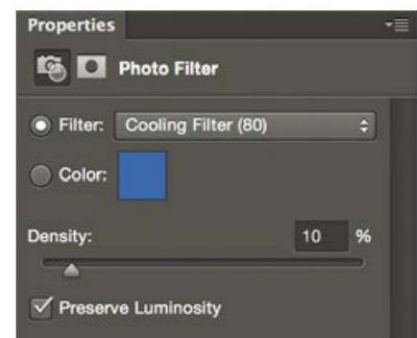 Properties
Photo Filter
Filter: Cooling Filter (80)
Color:
Density: 10 %
Preserve Luminosity